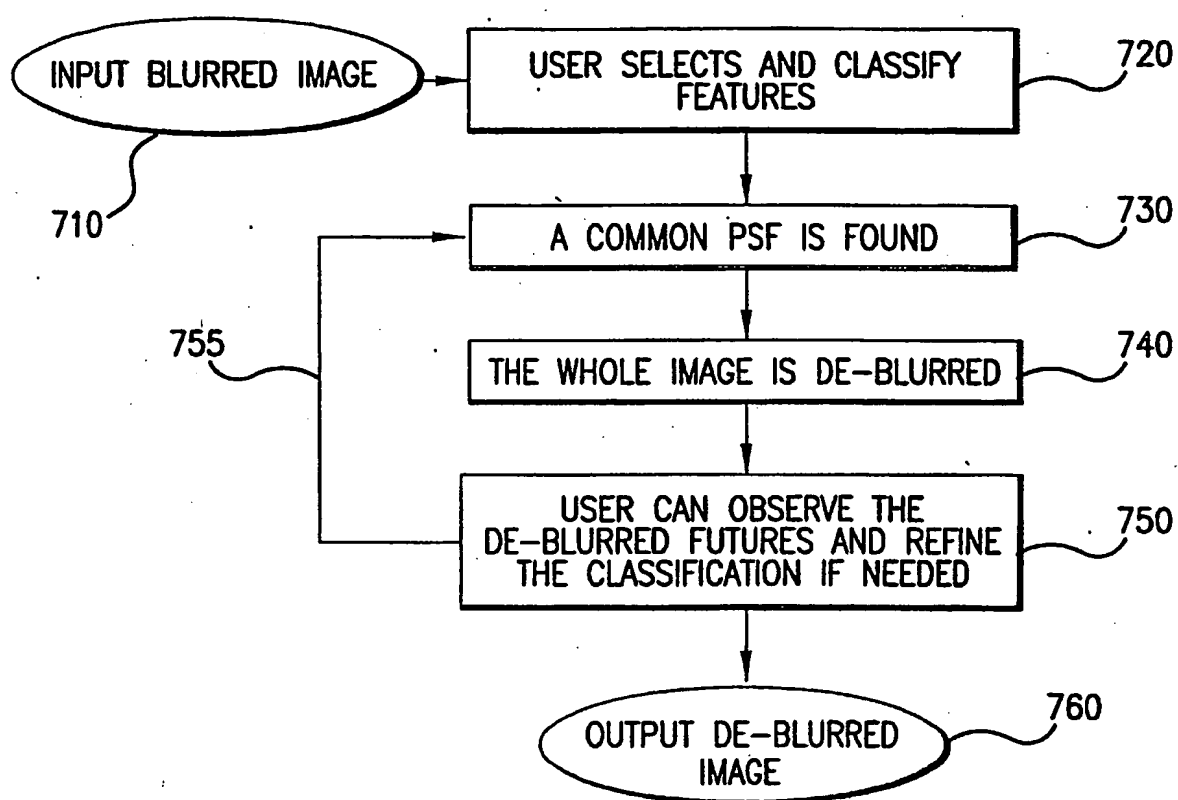 INPUT BLURRED IMAGE
710
USER SELECTS AND CLASSIFY
FEATURES
720
A COMMON PSF IS FOUND
730
755
THE WHOLE IMAGE IS DE-BLURRED
740
USER CAN OBSERVE THE
DE-BLURRED FUTURES AND REFINE
THE CLASSIFICATION IF NEEDED
750
OUTPUT DE-BLURRED
IMAGE
760